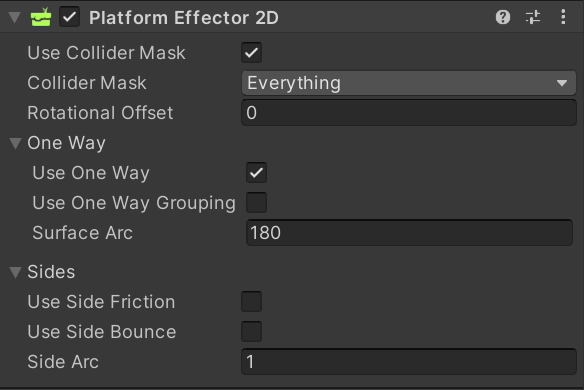 Platform Effector 2D
Use Collider Mask
Collider Mask Everything
Rotational Offset 0
One Way
Use One Way
Use One Way Grouping
Surface Arc 180
Sides
Use Side Friction
Use Side Bounce
Side Arc 1